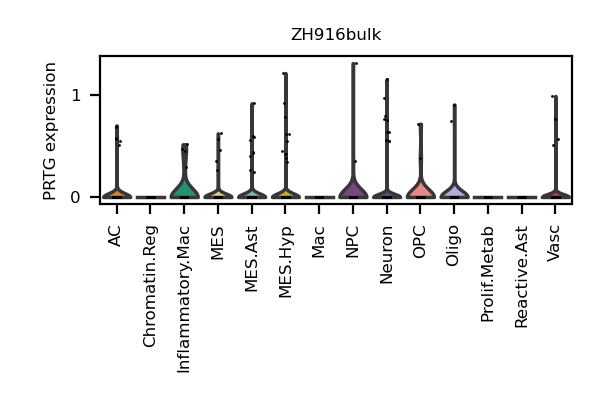 ZH916bulk
PRTG expression
1
0
AC
Chromatin.Reg
Inflammatory.Mac
MES
MES.Ast
MES.Hyp
Mac
NPC
Neuron
OPC
Oligo
Prolif.Metab
Reactive.Ast
Vasc